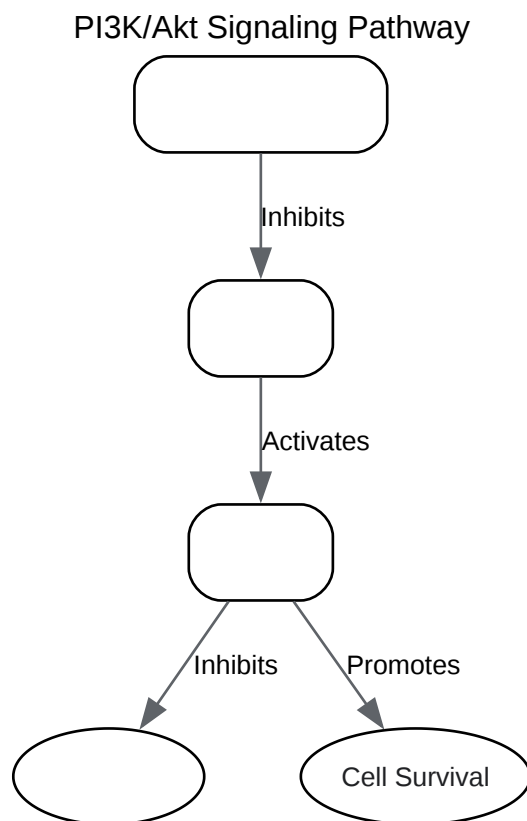 PI3K/Akt Signaling Pathway
Inhibits
Activates
Inhibits
Promotes
Cell Survival